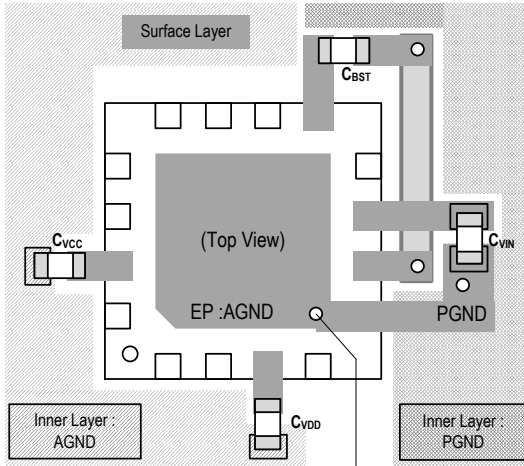 Surface Layer
CBST
CVCC
(Top View)
CVIN
EP :AGND
PGND
CVDD
Inner Layer :
AGND
Inner Layer :
PGND